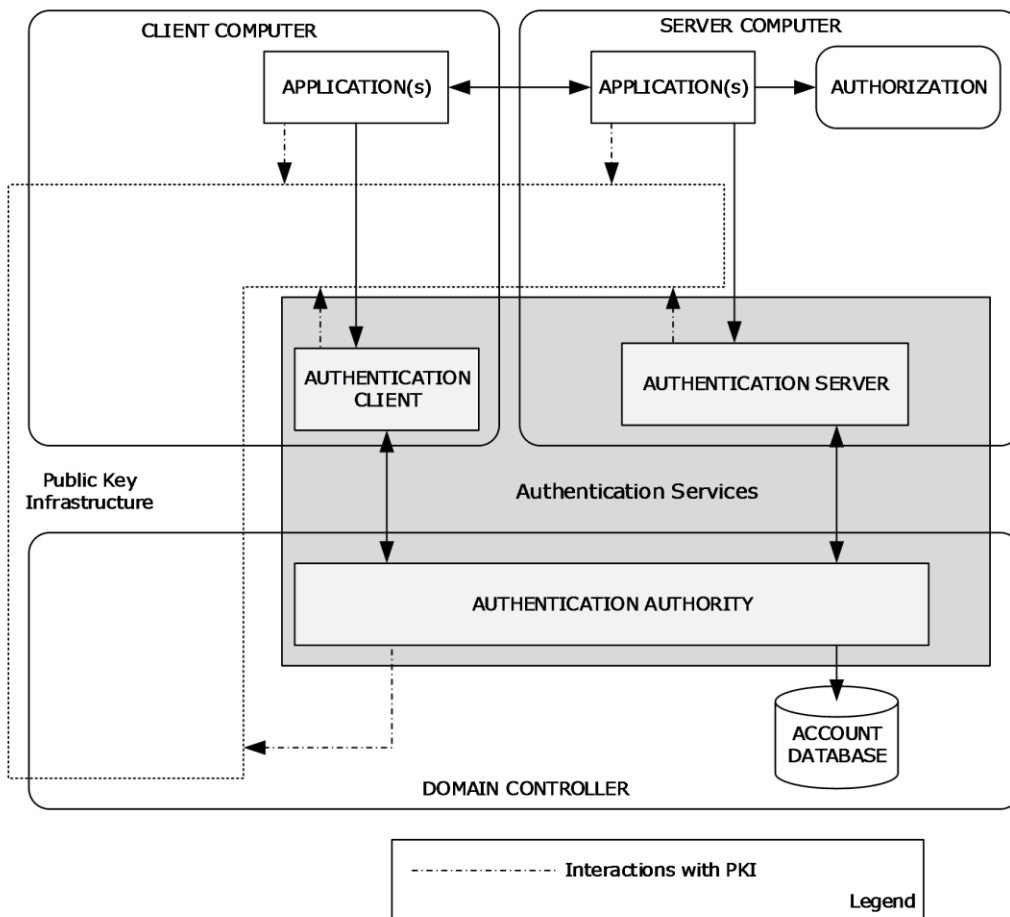 CLIENT COMPUTER
SERVER COMPUTER
APPLICATION(s)
APPLICATION(s)
AUTHORIZATION
AUTHENTICATION
CLIENT
AUTHENTICATION SERVER
Public Key
Infrastructure
Authentication Services
AUTHENTICATION AUTHORITY
ACCOUNT
DATABASE
DOMAIN CONTROLLER
Interactions with PKI
Legend